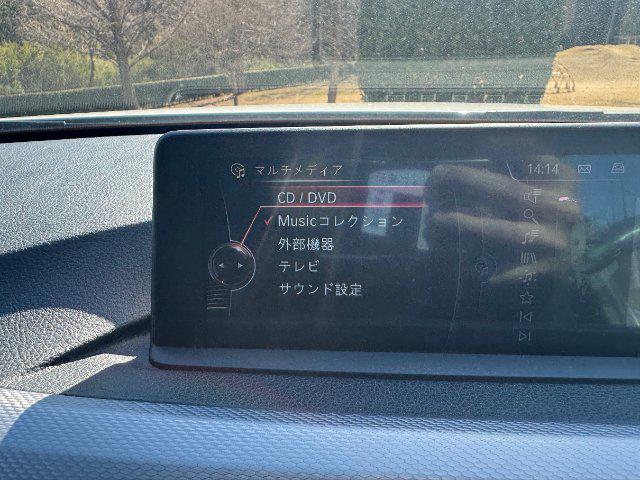 マルチメディア
14:14
CD / DVD
Musicコレクション
外部機器
テレビ
サウンド設定